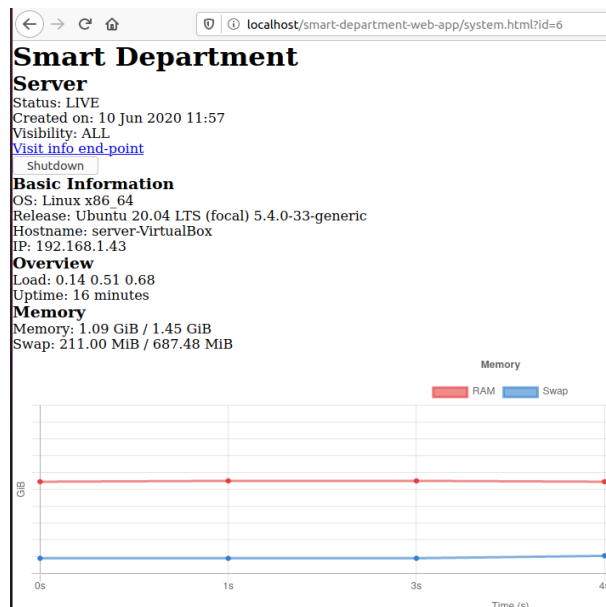 localhost/smart-department-web-app/system.html?id=6
Smart Department
Server
Status: LIVE
Created on: 10 Jun 2020 11:57
Visibility: ALL
Visit info end-point
Shutdown
Basic Information
OS: Linux x86_64
Release: Ubuntu 20.04 LTS (focal) 5.4.0-33-generic
Hostname: server-VirtualBox
IP: 192.168.1.43
Overview
Load: 0.14 0.51 0.68
Uptime: 16 minutes
Memory
Memory: 1.09 GiB / 1.45 GiB
Swap: 211.00 MiB / 687.48 MiB
Memory
RAM Swap
GiB
0s 1s 3s 4
Time (s)